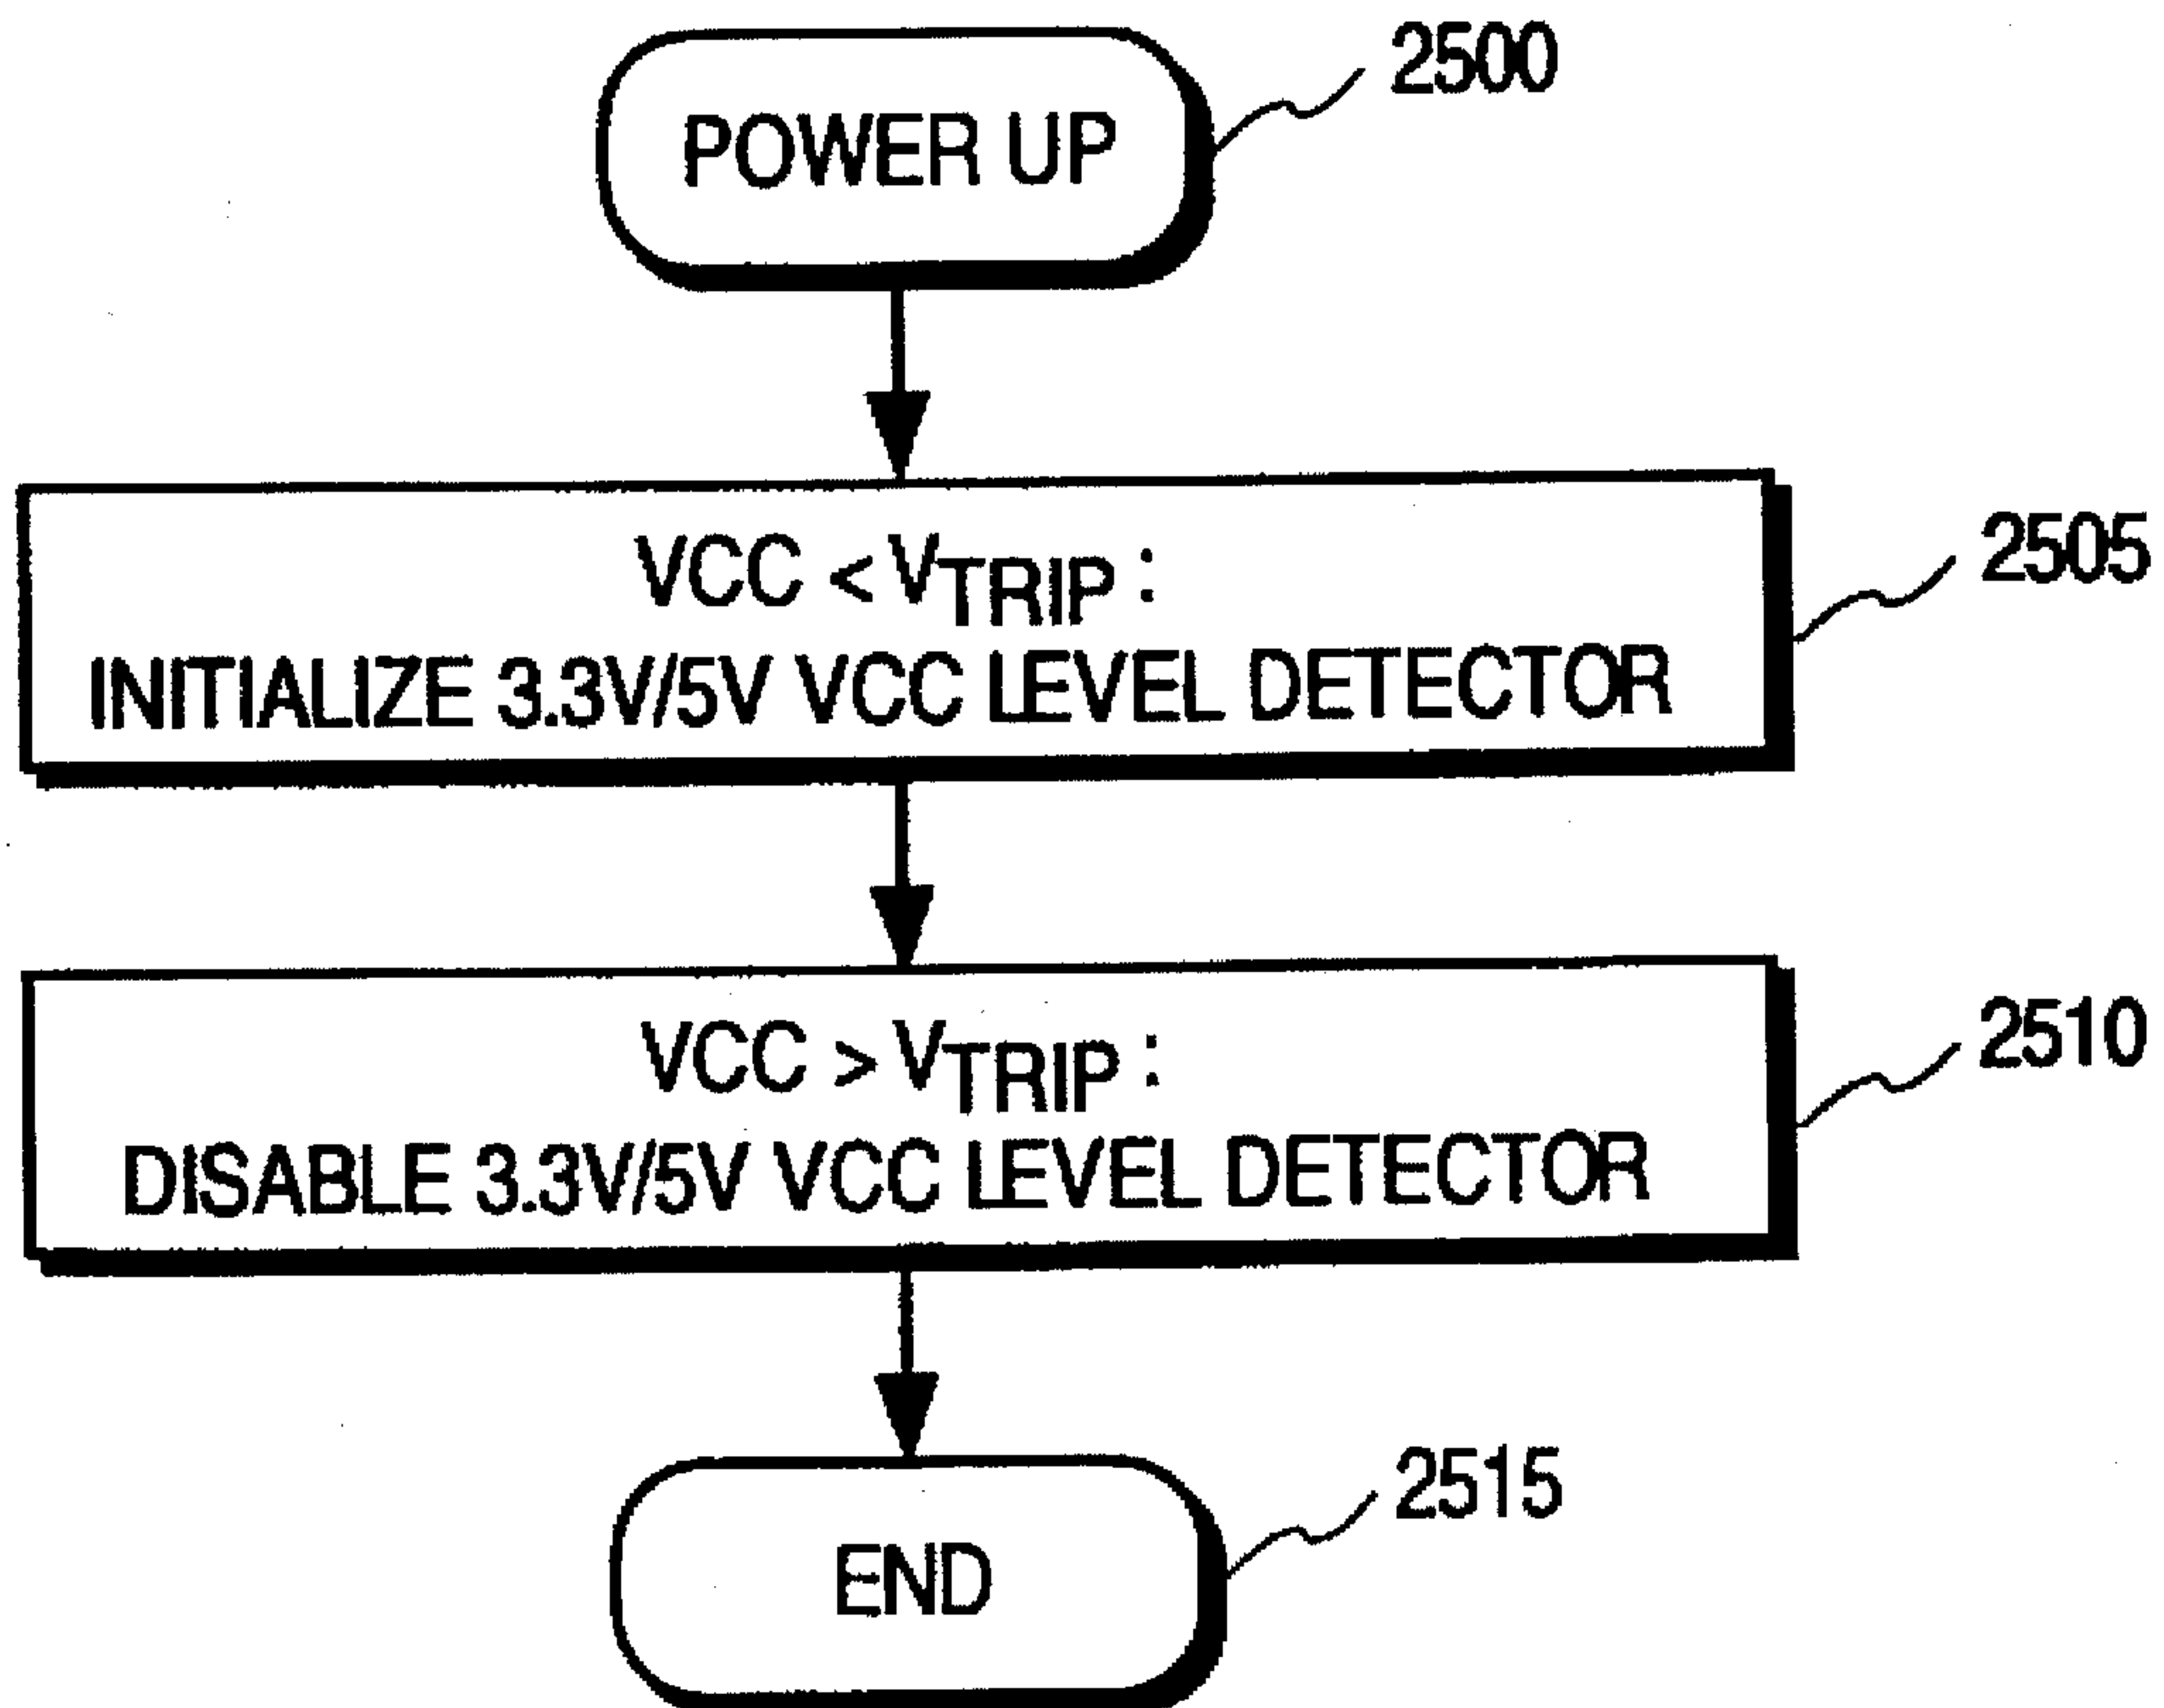 POWER UP
2500
VCC < VTRIP :
INITIALIZE 3.3V/5V VCC LEVEL DETECTOR
2505
VCC > VTRIP :
DISABLE 3.3V/5V VCC LEVEL DETECTOR
2510
END
2515